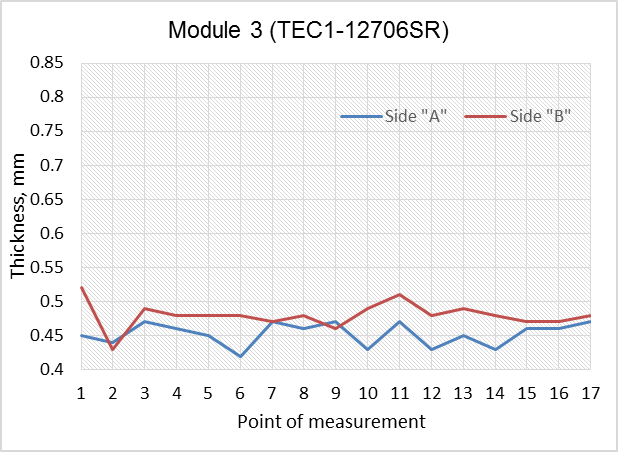 Module 3 (TEC1-12706SR)
0.85
0.8
0.75
0.7
0.65
0.6
0.55
0.5
0.45
0.4
Thickness, mm
Side "A" Side "B"
1 2 3 4 5 6 7 8 9 10 11 12 13 14 15 16 17
Point of measurement